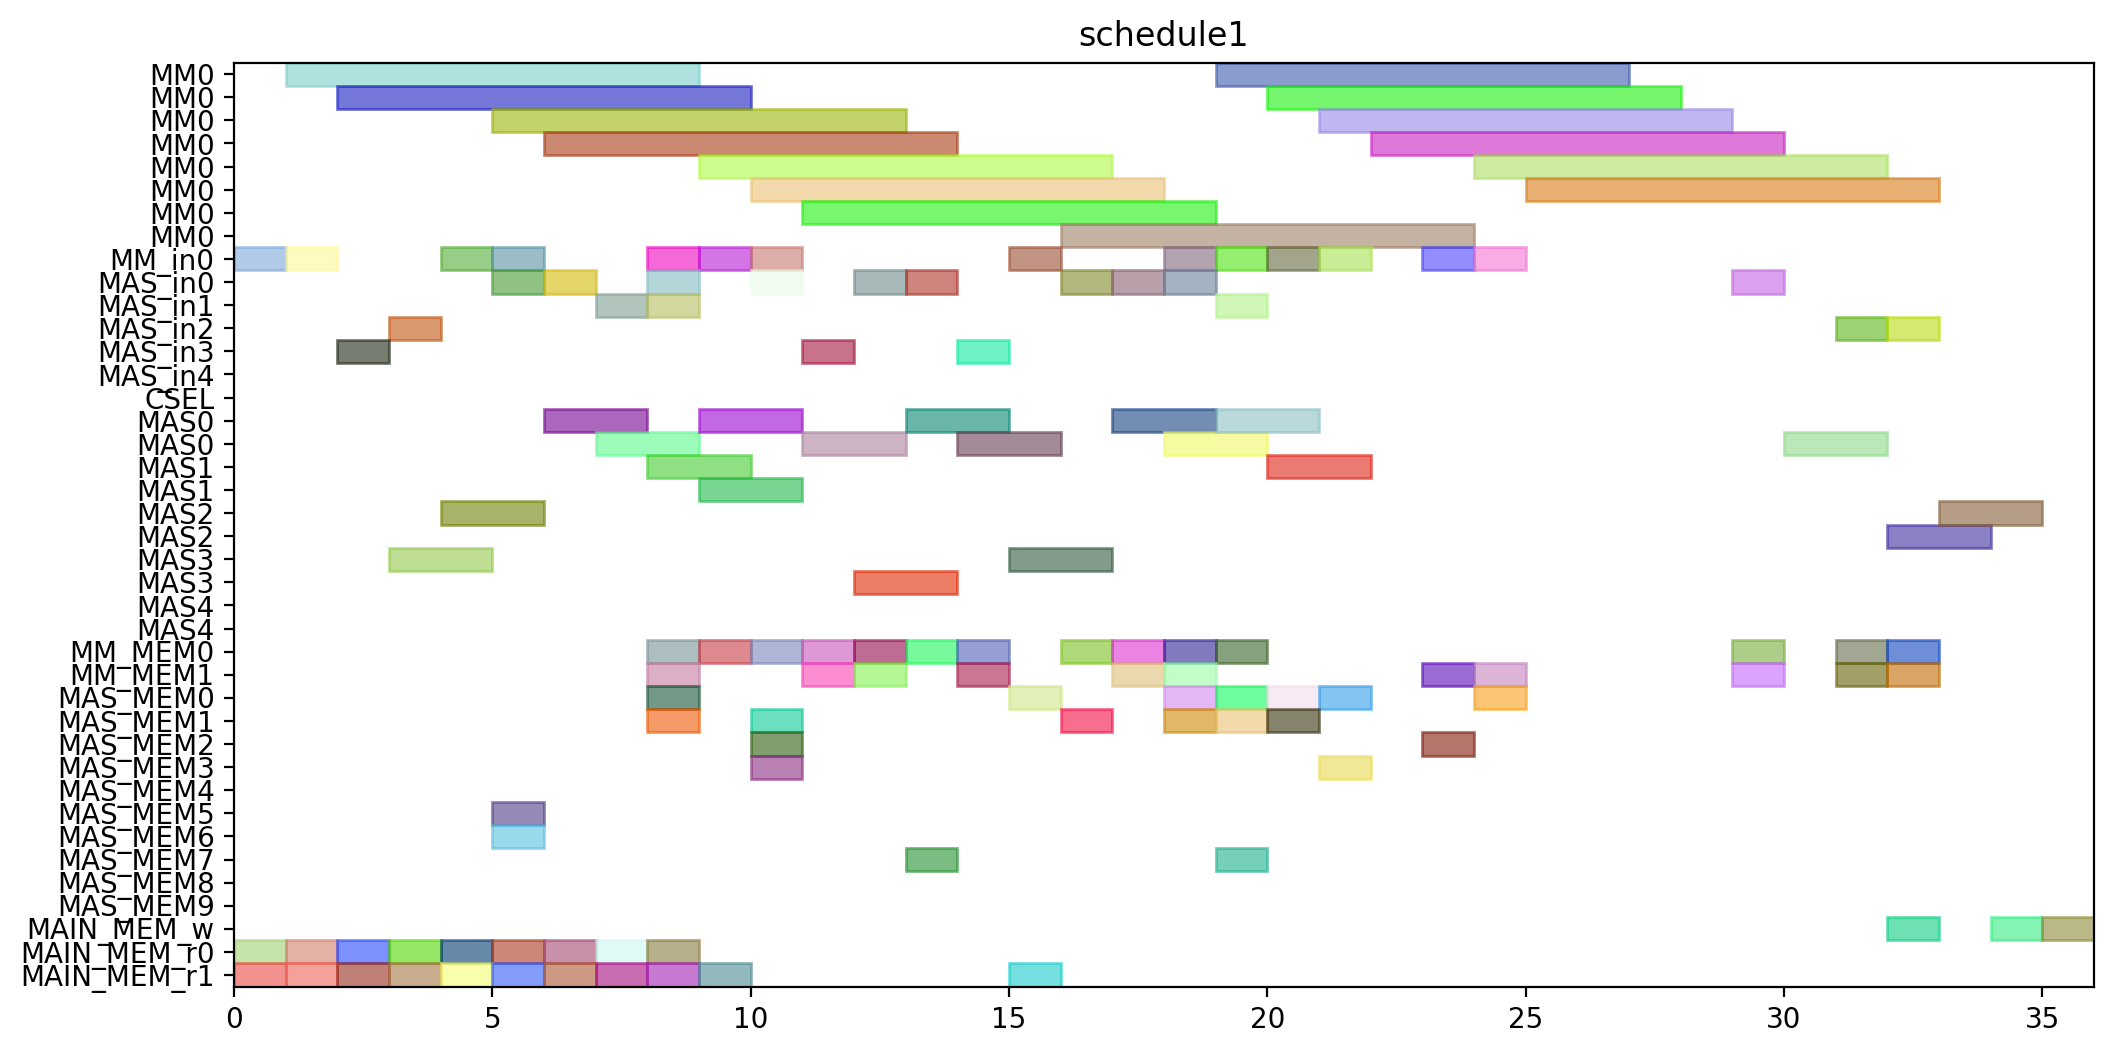 schedule1
MM0
MM0
MM0
MM0
MM0
MM0
MM0
MM0
MM_in0
MAS_in0
MAS_in1
MAS_in2
MAS_in3
MAS_in4
CSEL
MAS0
MAS0
MAS1
MAS1
MAS2
MAS2
MAS3
MAS3
MAS4
MAS4
MM_MEM0
MM_MEM1
MAS_MEM0
MAS_MEM1
MAS_MEM2
MAS_MEM3
MAS_MEM4
MAS_MEM5
MAS_MEM6
MAS_MEM7
MAS_MEM8
MAS_MEM9
MAIN_MEM_w
MAIN_MEM_r0
MAIN_MEM_r1
0 5 10 15 20 25 30 35